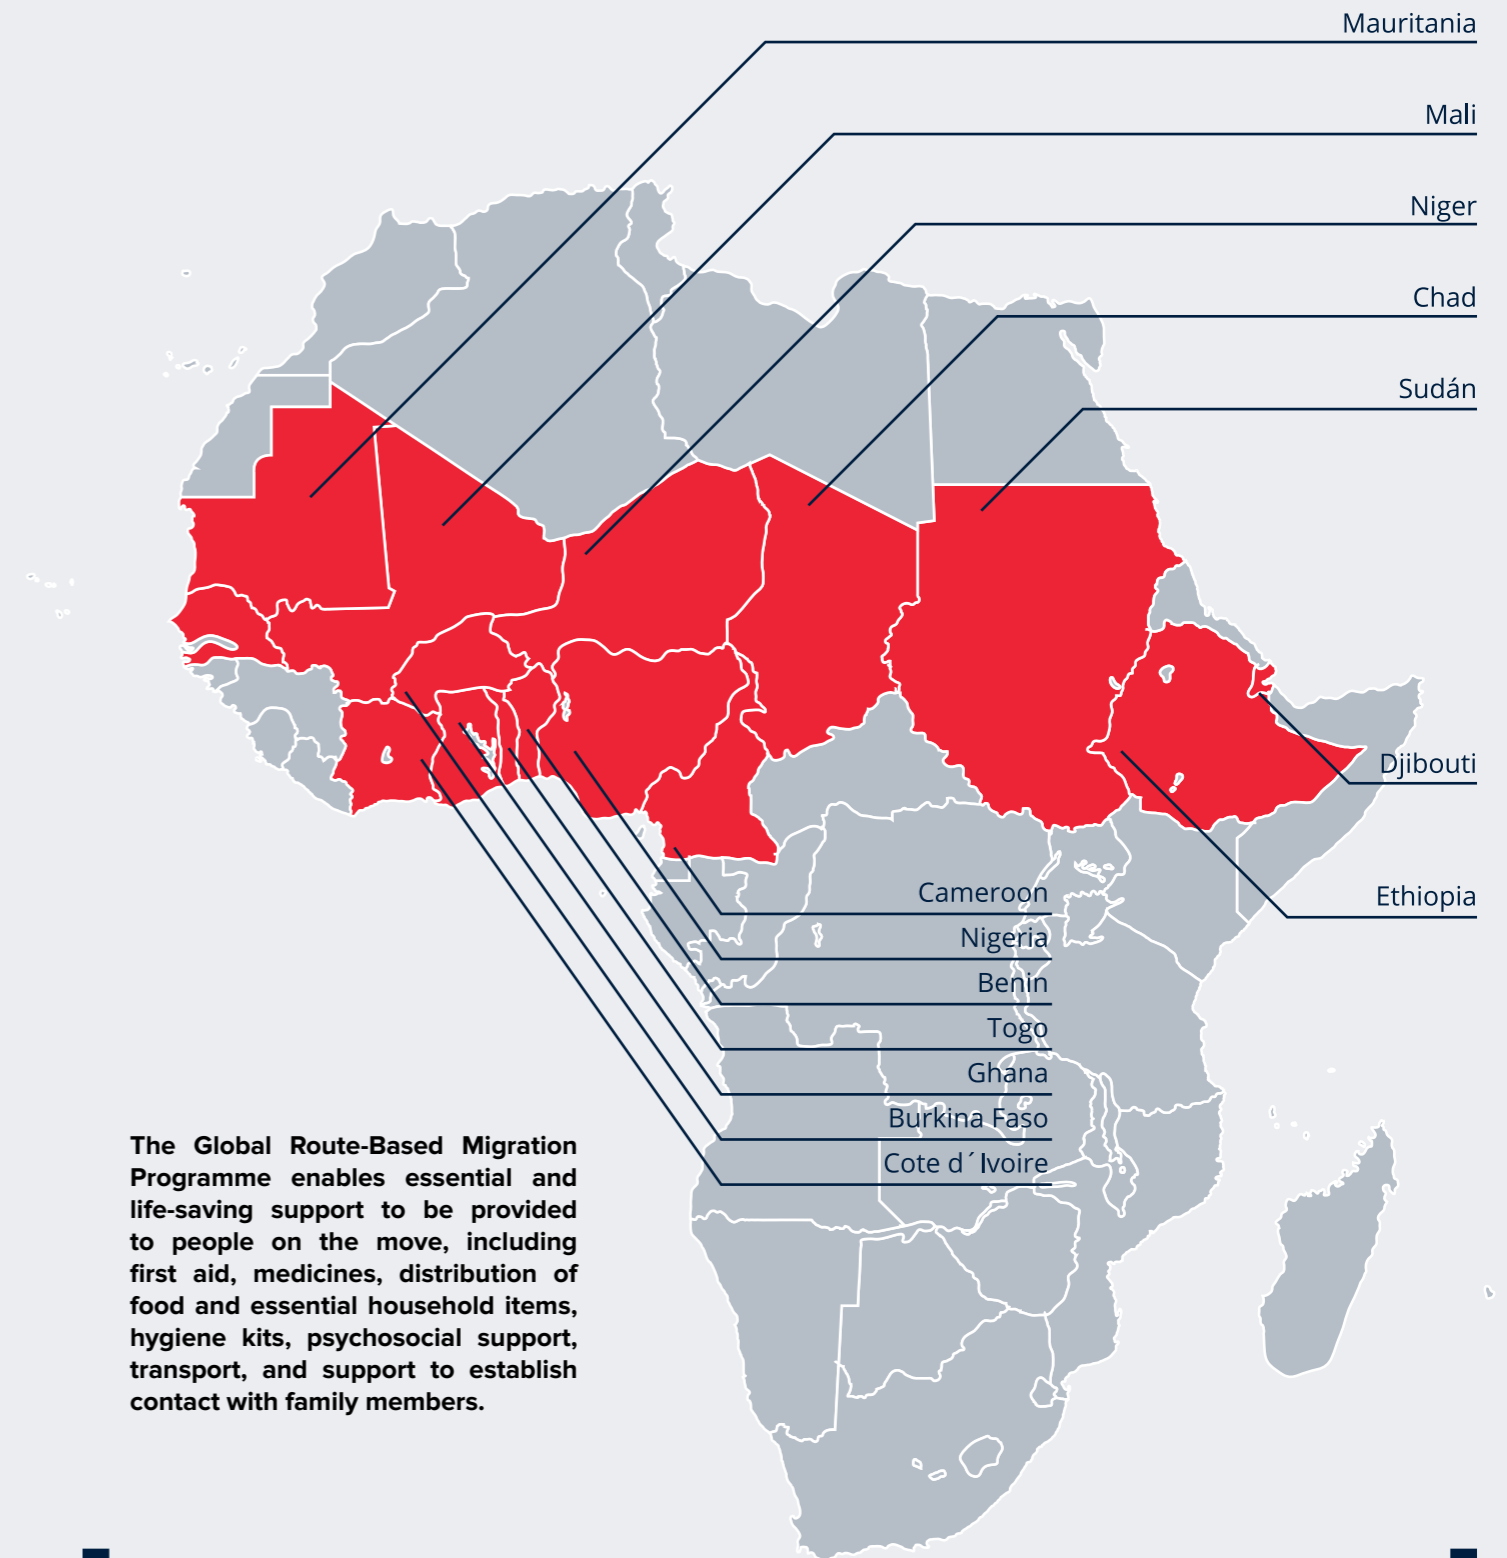 Mauritania
Mali
Niger
Chad
Sudán
Djibouti
Ethiopia
Cameroon
Nigeria
Benin
Togo
Ghana
Burkina Faso
Cote d´Ivoire
The Global Route-Based Migration
Programme enables essential and
life-saving support to be provided
to people on the move, including
first aid, medicines, distribution of
food and essential household items,
hygiene kits, psychosocial support,
transport, and support to establish
contact with family members.